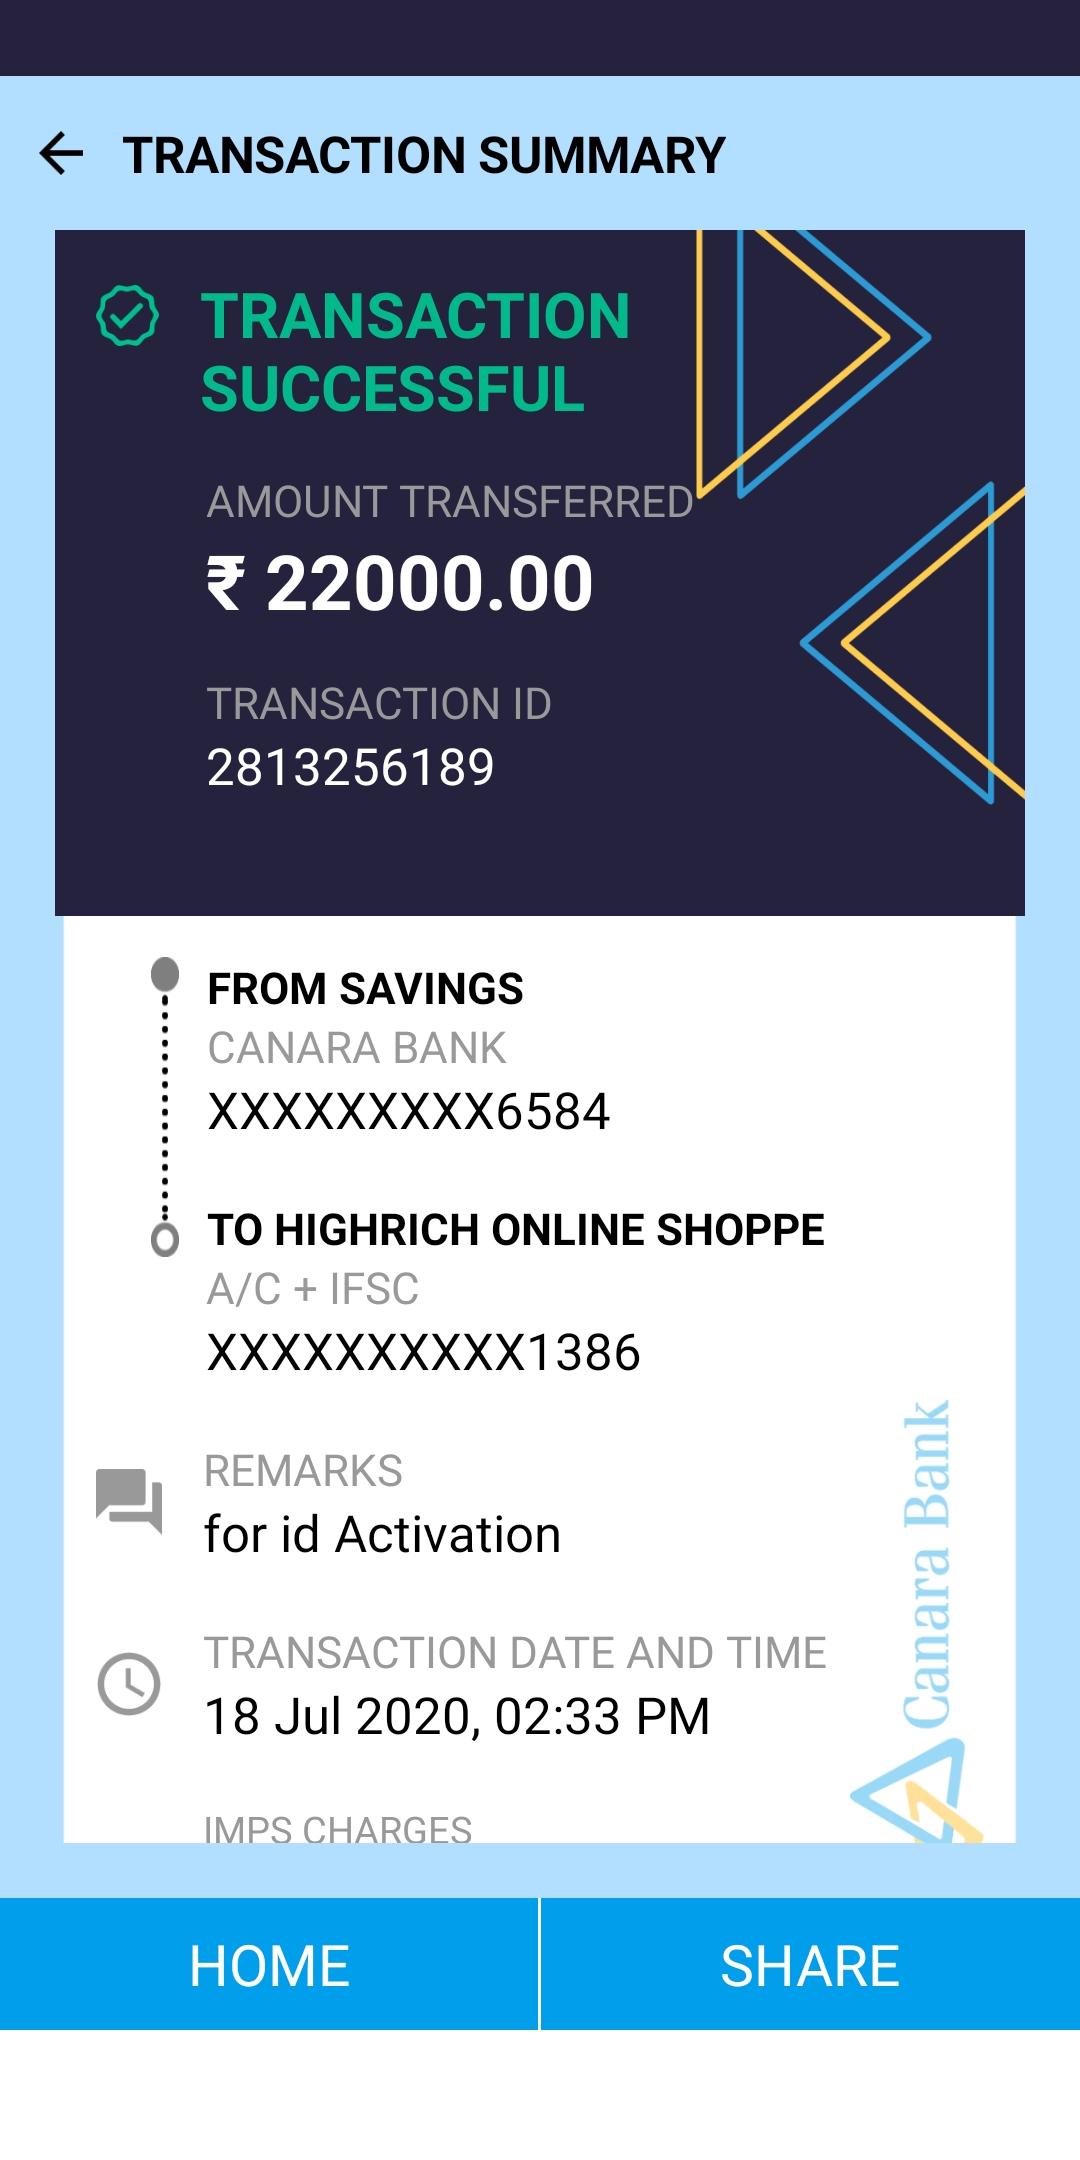 TRANSACTION SUMMARY
TRANSACTION
SUCCESSFUL
AMOUNT TRANSFERRED
₹ 22000.00
TRANSACTION ID
2813256189
FROM SAVINGS
CANARA BANK
XXXXXXXXX6584
TO HIGHRICH ONLINE SHOPPE
A/C + IFSC
XXXXXXXXXX1386
REMARKS
for id Activation
TRANSACTION DATE AND TIME
18 Jul 2020, 02:33 PM
IMPS CHARGES
Canara Bank
HOME
SHARE